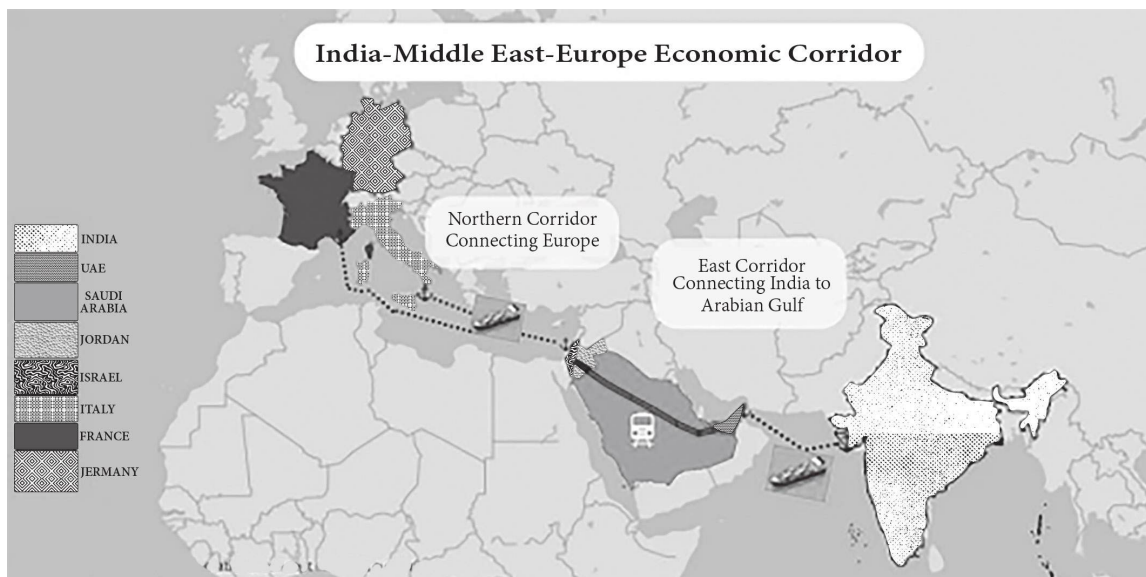 India-Middle East-Europe Economic Corridor
Northern Corridor
Connecting Europe
East Corridor
Connecting India to
Arabian Gulf
INDIA
UAE
SAUDI
ARABIA
JORDAN
ISRAEL
ITALY
FRANCE
JERMANY